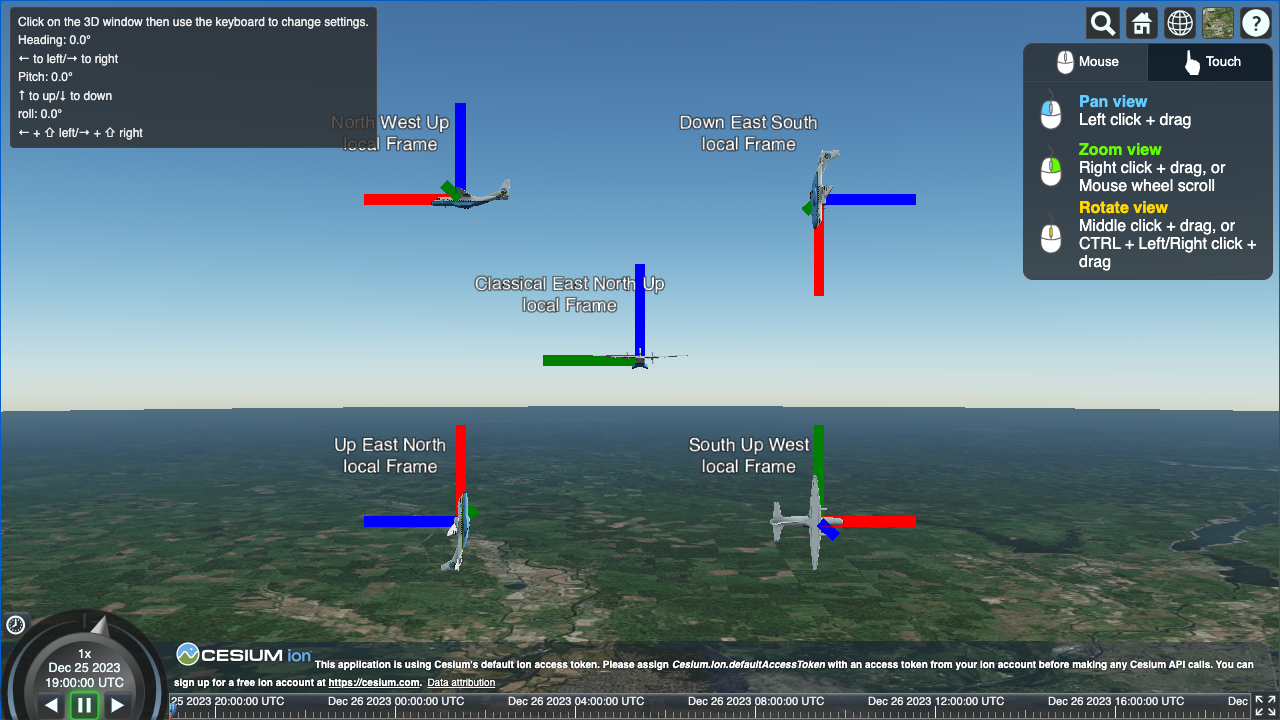 Click on the 3D window then use the keyboard to change settings.
Heading: 0.0°
← to left/→ to right
Pitch: 0.0°
↑ to up/↓ to down
roll: 0.0°
← + ⇧ left/→ + ⇧ right
Mouse
Touch
Pan view
Left click + drag
Zoom view
Right click + drag, or
Mouse wheel scroll
Rotate view
Middle click + drag, or
CTRL + Left/Right click +
drag
North West Up
local Frame
Down East South
local Frame
Classical East North Up
local Frame
Up East North
local Frame
South Up West
local Frame
1x
Dec 25 2023
19:00:00 UTC
CESIUM ion
This application is using Cesium's default ion access token. Please assign Cesium.Ion.defaultAccessToken with an access token from your ion account before making any Cesium API calls. You can
sign up for a free ion account at https://cesium.com. Data attribution
25 2023 20:00:00 UTC
Dec 26 2023 00:00:00 UTC
Dec 26 2023 04:00:00 UTC
Dec 26 2023 08:00:00 UTC
Dec 26 2023 12:00:00 UTC
Dec 26 2023 16:00:00 UTC
Dec